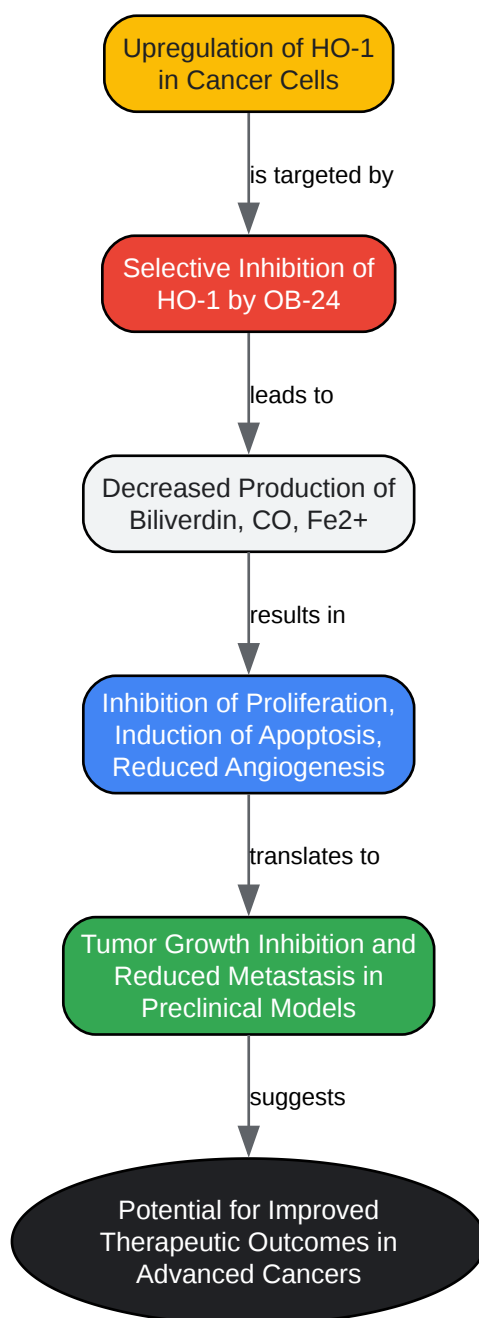 Upregulation of HO-1
in Cancer Cells
is targeted by
Selective Inhibition of
HO-1 by OB-24
leads to
Decreased Production of
Biliverdin, CO, Fe2+
results in
Inhibition of Proliferation,
Induction of Apoptosis,
Reduced Angiogenesis
translates to
Tumor Growth Inhibition and
Reduced Metastasis in
Preclinical Models
suggests
Potential for Improved
Therapeutic Outcomes in
Advanced Cancers